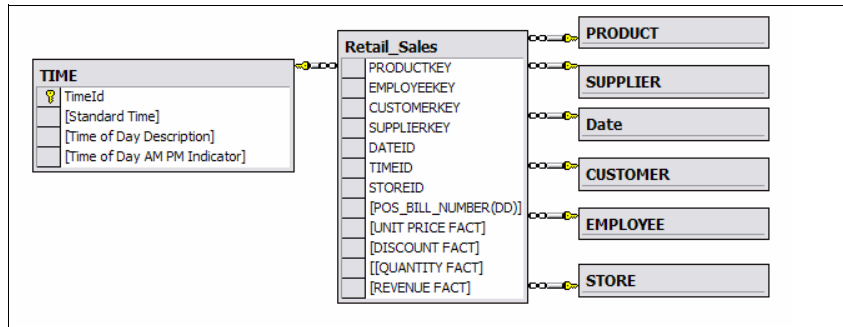 TIME
TimeId
[Standard Time]
[Time of Day Description]
[Time of Day AM PM Indicator]
Retail_Sales
PRODUCTKEY
EMPLOYEEKEY
CUSTOMERKEY
SUPPLIERKEY
DATEID
TIMEID
STOREID
[POS_BILL_NUMBER(DD)]
[UNIT PRICE FACT]
[DISCOUNT FACT]
[[QUANTITY FACT]
[REVENUE FACT]
PRODUCT
SUPPLIER
Date
CUSTOMER
EMPLOYEE
STORE